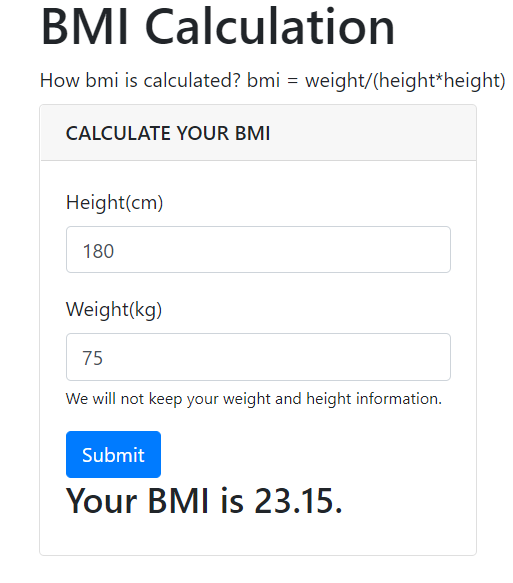 BMI Calculation
How bmi is calculated? bmi = weight/(height*height)
CALCULATE YOUR BMI
Height(cm)
180
Weight(kg)
75
We will not keep your weight and height information.
Submit
Your BMI is 23.15.